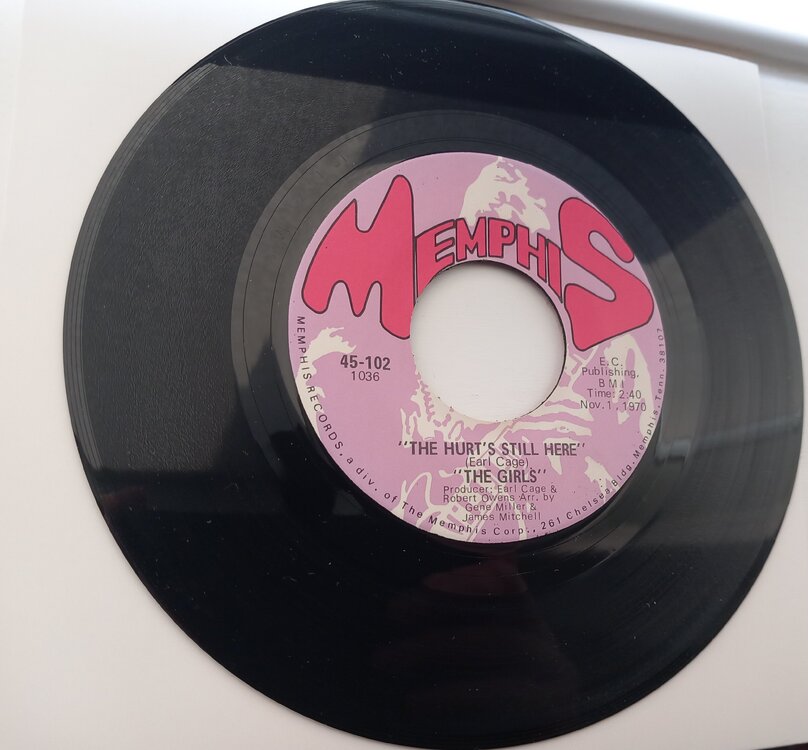 MEMPHIS
45-102
1036
E.C.
Publishing,
BMI
Time: 2:40
Nov. 1, 1970
"THE HURT'S STILL HERE"
(Earl Cage)
"THE GIRLS"
Producer: Earl Cage &
Robert Owens Arr. by
Gene Miller &
James Mitchell
MEMPHIS RECORDS, a div. of The Memphis Corp., 261 Chelsea Bldg. Memphis, Tenn. 38107